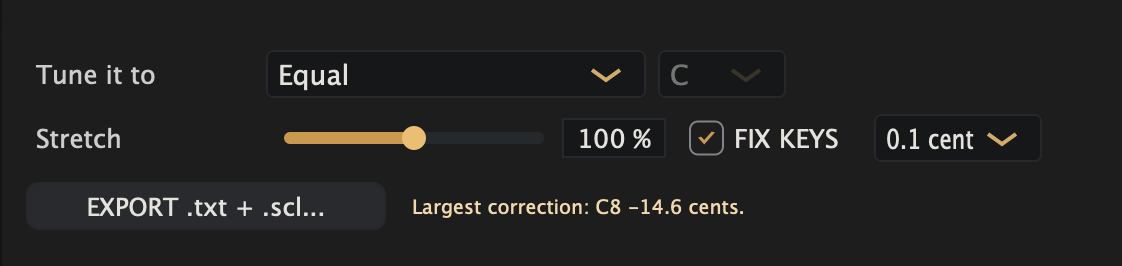 Tune it to Equal C
Stretch 100 % FIX KEYS 0.1 cent
EXPORT .txt + .scl... Largest correction: C8 −14.6 cents.